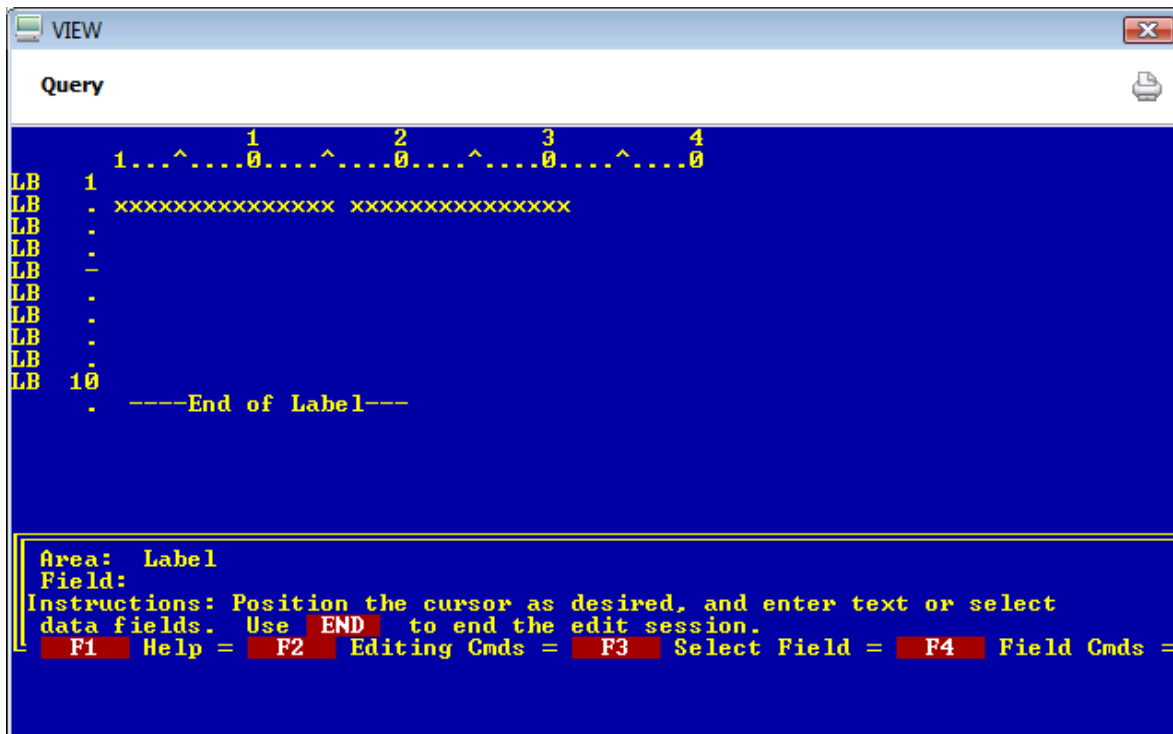 VIEW
Query
1 2 3 4
1...^....0....^....0....^....0....^....0
LB 1
LB . xxxxxxxxxxxxxxx xxxxxxxxxxxxxxx
LB .
LB .
LB -
LB .
LB .
LB .
LB .
LB 10
. ----End of Label---
Area: Label
Field:
Instructions: Position the cursor as desired, and enter text or select
data fields. Use END to end the edit session.
F1 Help = F2 Editing Cmds = F3 Select Field = F4 Field Cmds =